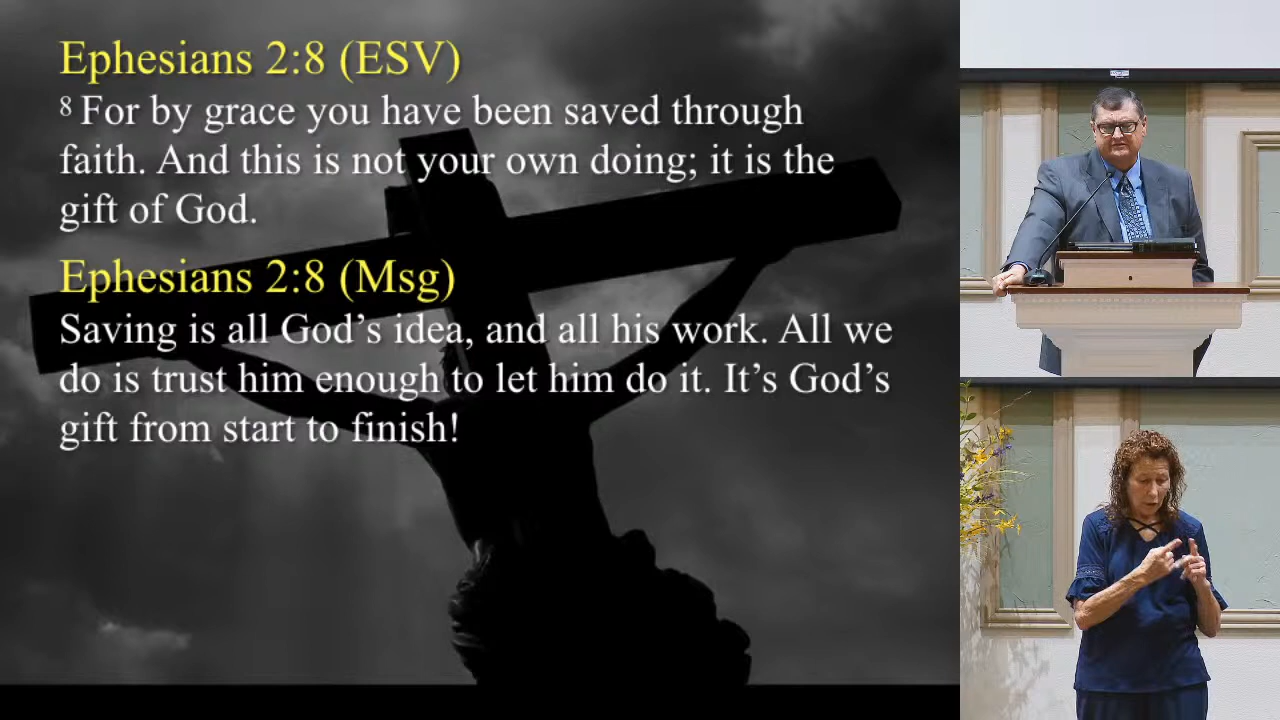 Ephesians 2:8 (ESV)
8 For by grace you have been saved through
faith. And this is not your own doing; it is the
gift of God.
Ephesians 2:8 (Msg)
Saving is all God’s idea, and all his work. All we
do is trust him enough to let him do it. It’s God’s
gift from start to finish!